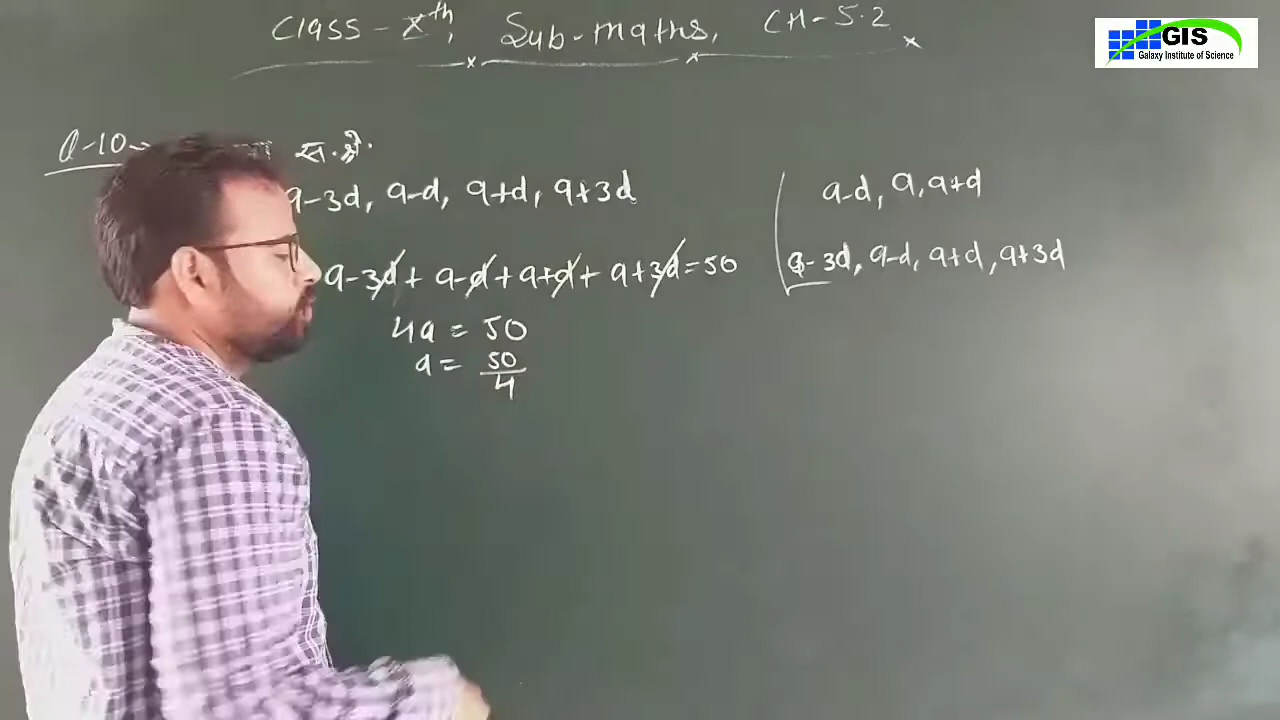 Class-Xth, Sub-maths, CH-5.2
GIS
Galaxy Institute of Science
Q-10-
स.श्रे.
a-3d, a-d, a+d, a+3d
a-3d+ a-d+a+d+ a+3d=50
4a = 50
a= 50/4
a-d, a, a+d
a-3d, a-d, a+d, a+3d